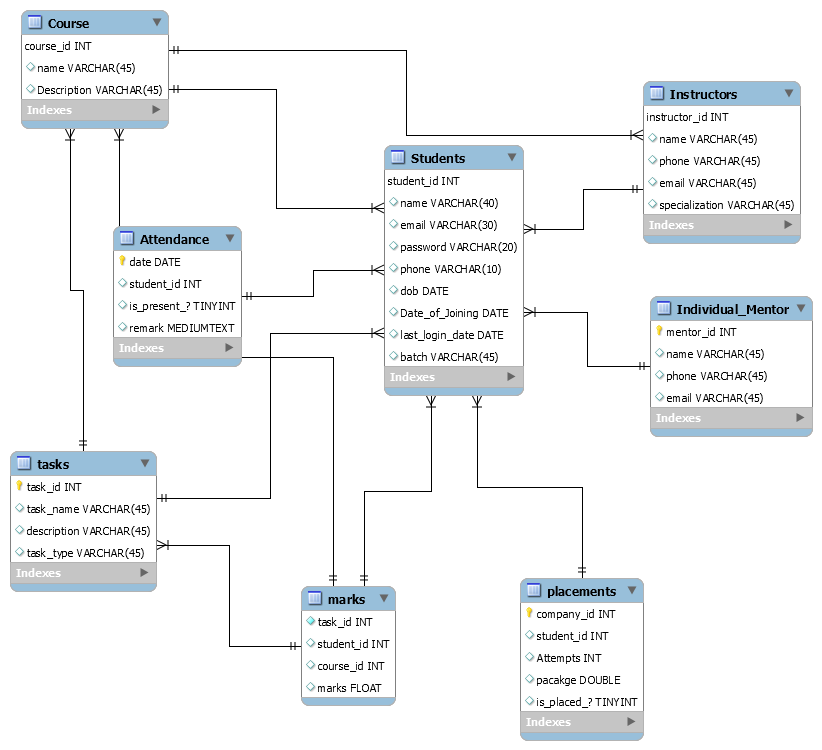 Course
course_id INT
name VARCHAR(45)
Description VARCHAR(45)
Indexes
Instructors
instructor_id INT
name VARCHAR(45)
phone VARCHAR(45)
email VARCHAR(45)
specialization VARCHAR(45)
Indexes
Students
student_id INT
name VARCHAR(40)
email VARCHAR(30)
password VARCHAR(20)
phone VARCHAR(10)
dob DATE
Date_of_Joining DATE
last_login_date DATE
batch VARCHAR(45)
Indexes
Attendance
date DATE
student_id INT
is_present_? TINYINT
remark MEDIUMTEXT
Indexes
Individual_Mentor
mentor_id INT
name VARCHAR(45)
phone VARCHAR(45)
email VARCHAR(45)
Indexes
tasks
task_id INT
task_name VARCHAR(45)
description VARCHAR(45)
task_type VARCHAR(45)
Indexes
marks
task_id INT
student_id INT
course_id INT
marks FLOAT
placements
company_id INT
student_id INT
Attempts INT
pacakge DOUBLE
is_placed_? TINYINT
Indexes